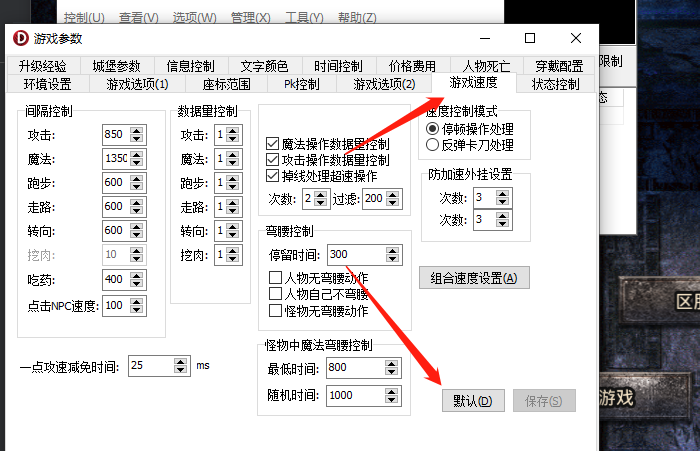 控制(U) 查看(V) 选项(W) 管理(X) 工具(Y) 帮助(Z)
游戏参数
升级经验 城堡参数 信息控制 文字颜色 时间控制 价格费用 人物死亡 穿戴配置
环境设置 游戏选项(1) 座标范围 Pk控制 游戏选项(2) 游戏速度 状态控制
限制
态
间隔控制
攻击: 850
魔法: 1350
跑步: 600
走路: 600
转向: 600
挖肉: 10
吃药: 400
点击NPC速度: 100
一点攻速减免时间: 25 ms
数据量控制
攻击: 1
魔法: 1
跑步: 1
走路: 1
转向: 1
挖肉: 1
魔法操作数据量控制
攻击操作数据量控制
掉线处理超速操作
次数: 2 过滤: 200
弯腰控制
停留时间: 300
人物无弯腰动作
人物自己不弯腰
怪物无弯腰动作
怪物中魔法弯腰控制
最低时间: 800
随机时间: 1000
速度控制模式
停顿操作处理
反弹卡刀处理
防加速外挂设置
次数: 3
次数: 3
组合速度设置(A)
默认(D) 保存(S)
区服
游戏